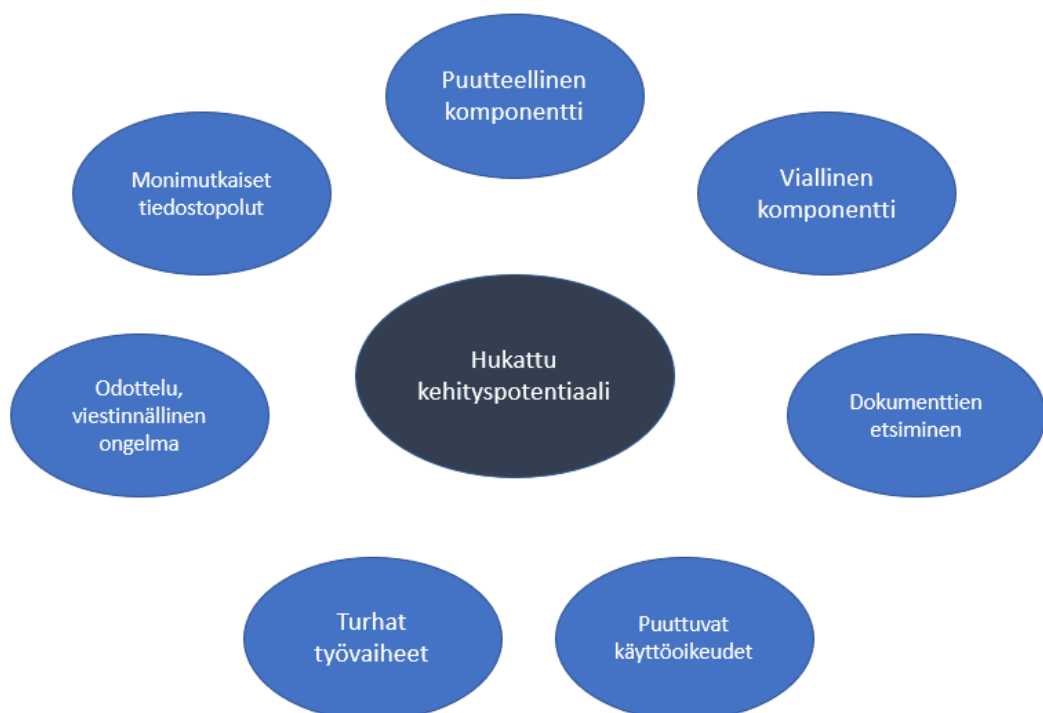 Puutteellinen
komponentti
Monimutkaiset
tiedostopolut
Viallinen
komponentti
Hukattu
kehityspotentiaali
Odottelu,
viestinnällinen
ongelma
Dokumenttien
etsiminen
Turhat
työvaiheet
Puuttuvat
käyttöoikeudet